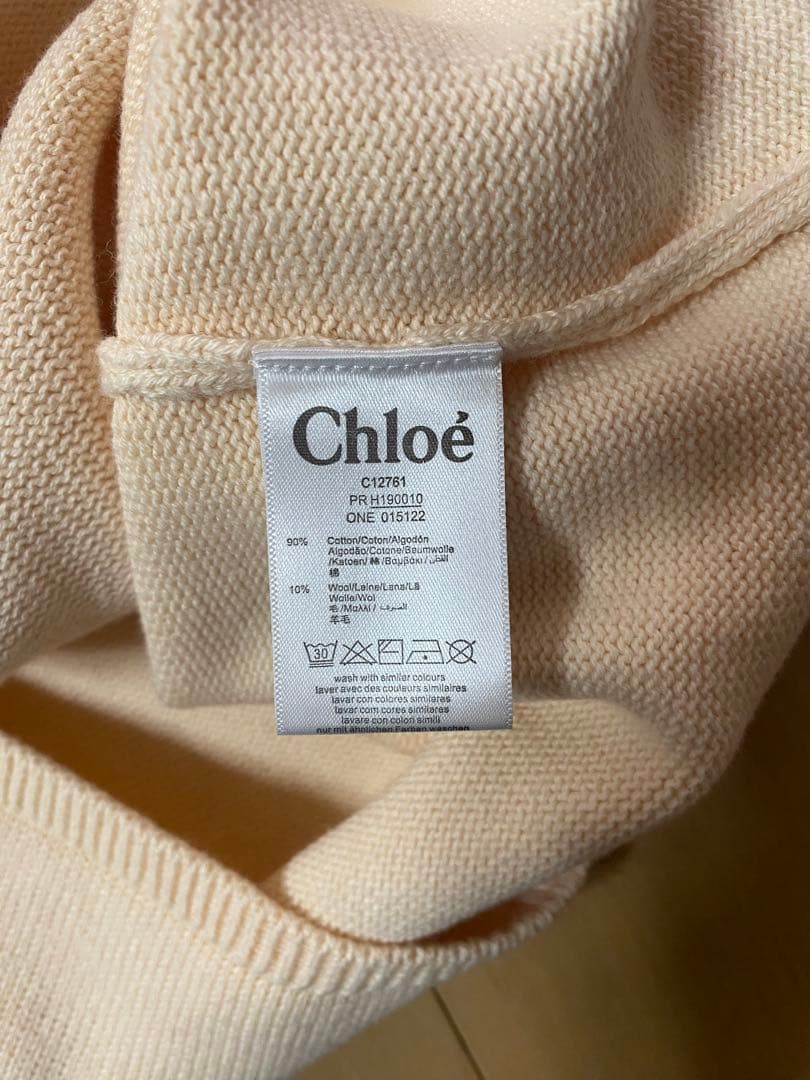 Chloé
C12761
PR H190010
ONE 015122
90% Cotton/Coton/Algodón
Algodão/Cotone/Baumwolle
/Katoen/ 棉 /Βαμβάκι / القطن
棉
10% Wool/Laine/Lana/Lã
Wolle/Wol
毛 /Μαλλί / الصوف
羊毛
30
wash with similar colours
laver avec des couleurs similaires
lavar con colores similares
lavar com cores similares
lavare con colori simili
nur mit ähnlichen Farben waschen